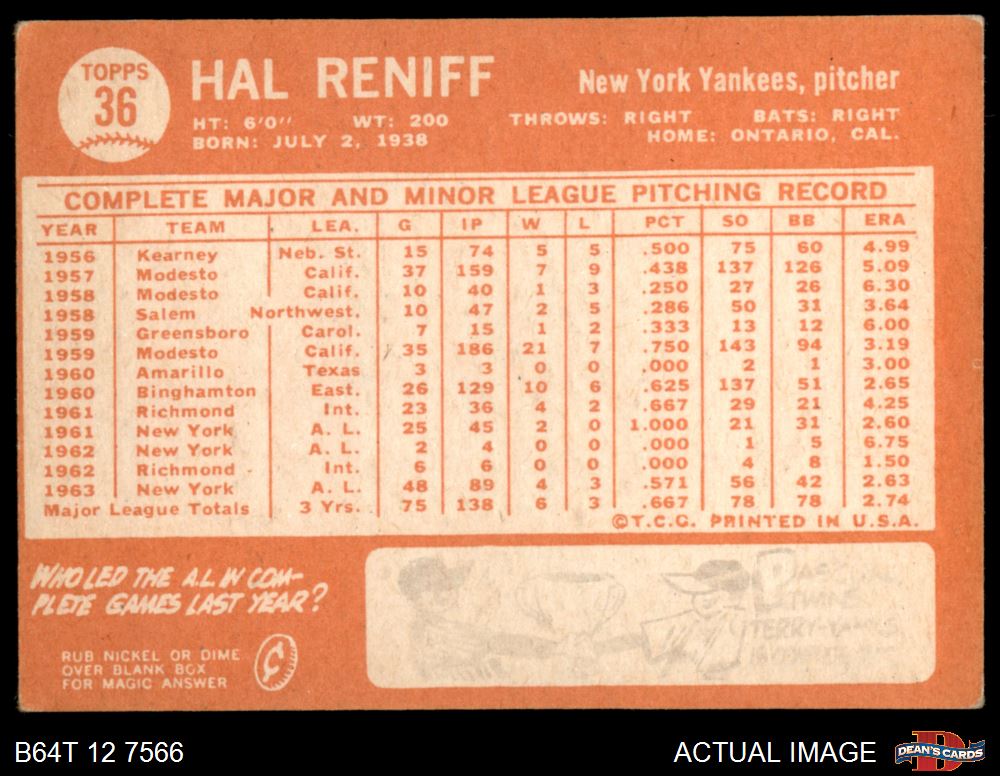 TOPPS
36
HAL RENIFF
New York Yankees, pitcher
HT: 6'0" WT: 200 THROWS: RIGHT BATS: RIGHT
BORN: JULY 2, 1938 HOME: ONTARIO, CAL.
COMPLETE MAJOR AND MINOR LEAGUE PITCHING RECORD
YEAR TEAM LEA. G IP W L PCT SO BB ERA
1956 Kearney Neb. St. 15 74 5 5 .500 75 60 4.99
1957 Modesto Calif. 37 159 7 9 .438 137 126 5.09
1958 Modesto Calif. 10 40 1 3 .250 27 26 6.30
1958 Salem Northwest. 10 47 2 5 .286 50 31 3.64
1959 Greensboro Carol. 7 15 1 2 .333 13 12 6.00
1959 Modesto Calif. 35 186 21 7 .750 143 94 3.19
1960 Amarillo Texas 3 3 0 0 .000 2 1 3.00
1960 Binghamton East. 26 129 10 6 .625 137 51 2.65
1961 Richmond Int. 23 36 4 2 .667 29 21 4.25
1961 New York A. L. 25 45 2 0 1.000 21 31 2.60
1962 New York A. L. 2 4 0 0 .000 1 5 6.75
1962 Richmond Int. 6 6 0 0 .000 4 8 1.50
1963 New York A. L. 48 89 4 3 .571 56 42 2.63
Major League Totals 3 Yrs. 75 138 6 3 .667 78 78 2.74
©T.C.G. PRINTED IN U.S.A.
WHO LED THE A.L. IN COM-
PLETE GAMES LAST YEAR?
RUB NICKEL OR DIME
OVER BLANK BOX
FOR MAGIC ANSWER
¢
TWINS
TERRY
B64T 12 7566
ACTUAL IMAGE
DEAN'S CARDS